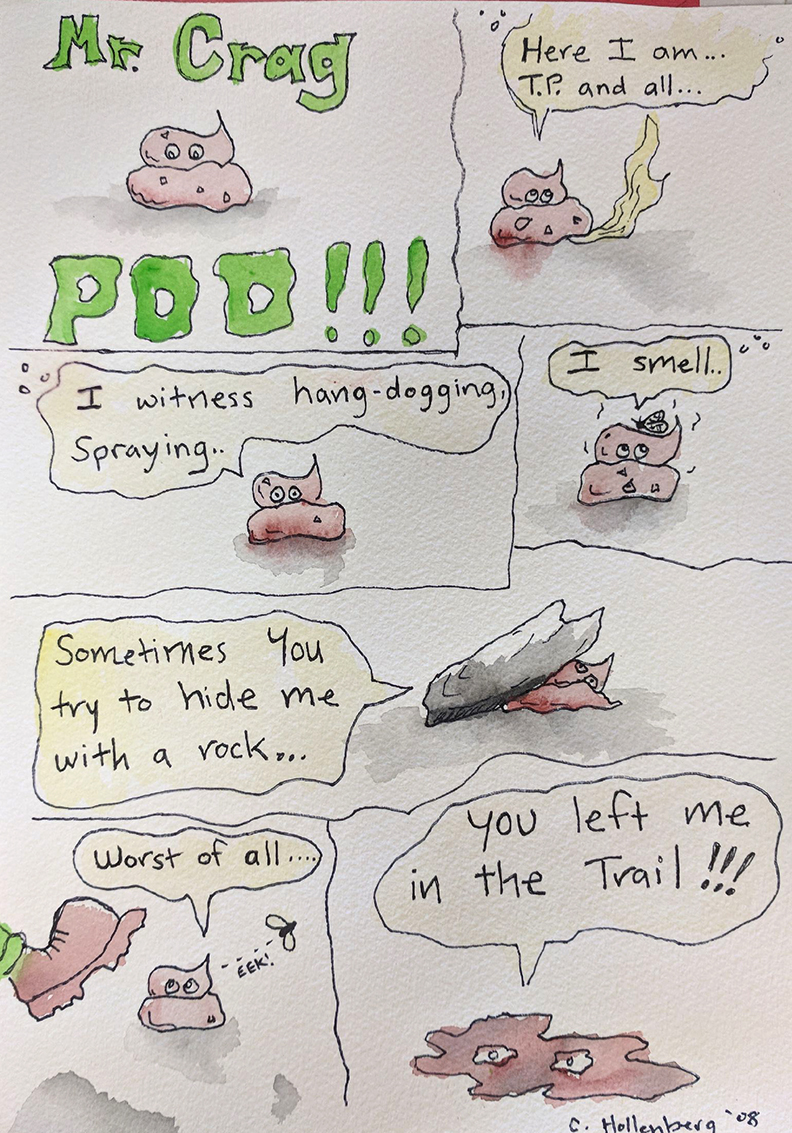 Mr. Crag
POO!!!
Here I am...
T.P. and all...
I witness hang-dogging,
Spraying..
I smell..
Sometimes You
try to hide me
with a rock...
Worst of all....
EEK!
You left me
in the Trail !!!
C. Hollenberg '08